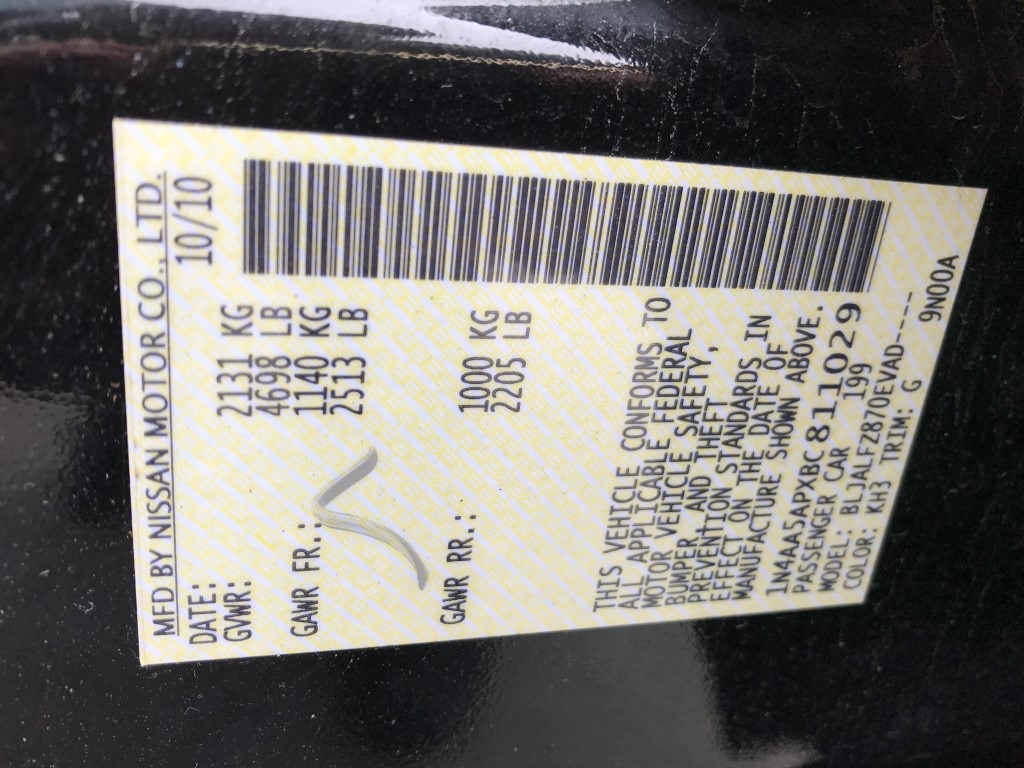 MFD BY NISSAN MOTOR CO., LTD.
DATE: 10/10
GVWR: 2131 KG
4698 LB
GAWR FR.: 1140 KG
2513 LB
GAWR RR.: 1000 KG
2205 LB
THIS VEHICLE CONFORMS TO
ALL APPLICABLE FEDERAL
MOTOR VEHICLE SAFETY,
BUMPER, AND THEFT
PREVENTION STANDARDS IN
EFFECT ON THE DATE OF
MANUFACTURE SHOWN ABOVE.
1N4AA5APXBC811029
PASSENGER CAR 199
MODEL: BLJALFZ870EVAD----
COLOR: KH3 TRIM: G
9N00A